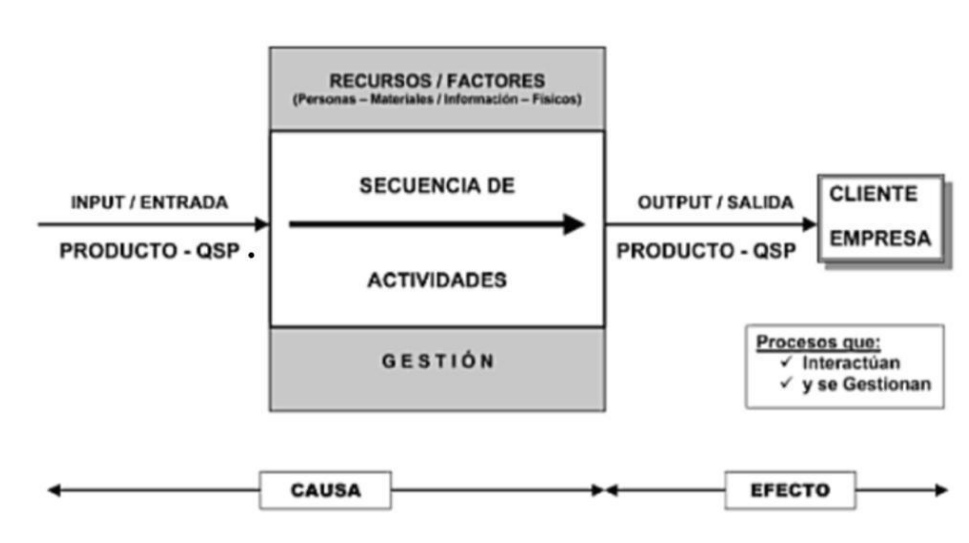 RECURSOS / FACTORES
(Personas – Materiales / Información – Físicos)
SECUENCIA DE
ACTIVIDADES
GESTIÓN
INPUT / ENTRADA
PRODUCTO - QSP .
OUTPUT / SALIDA
PRODUCTO - QSP
CLIENTE
EMPRESA
Procesos que:
✓ Interactúan
✓ y se Gestionan
CAUSA
EFECTO